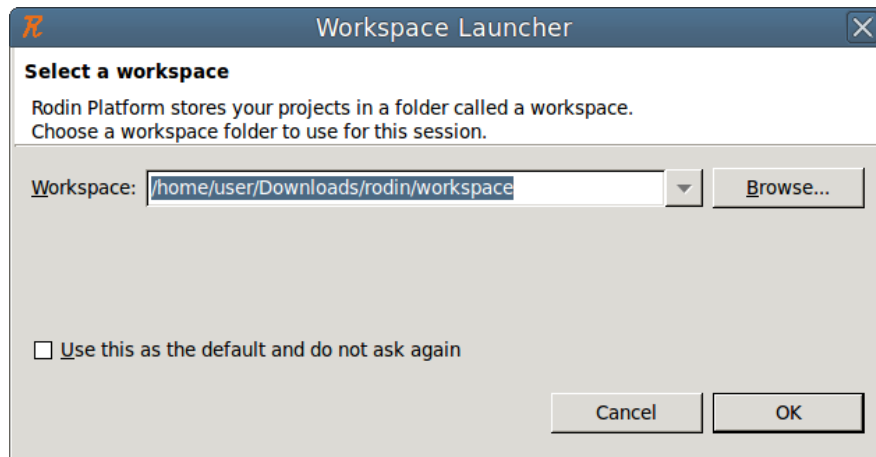 Workspace Launcher
Select a workspace
Rodin Platform stores your projects in a folder called a workspace.
Choose a workspace folder to use for this session.
Workspace: /home/user/Downloads/rodin/workspace Browse...
Use this as the default and do not ask again
Cancel OK